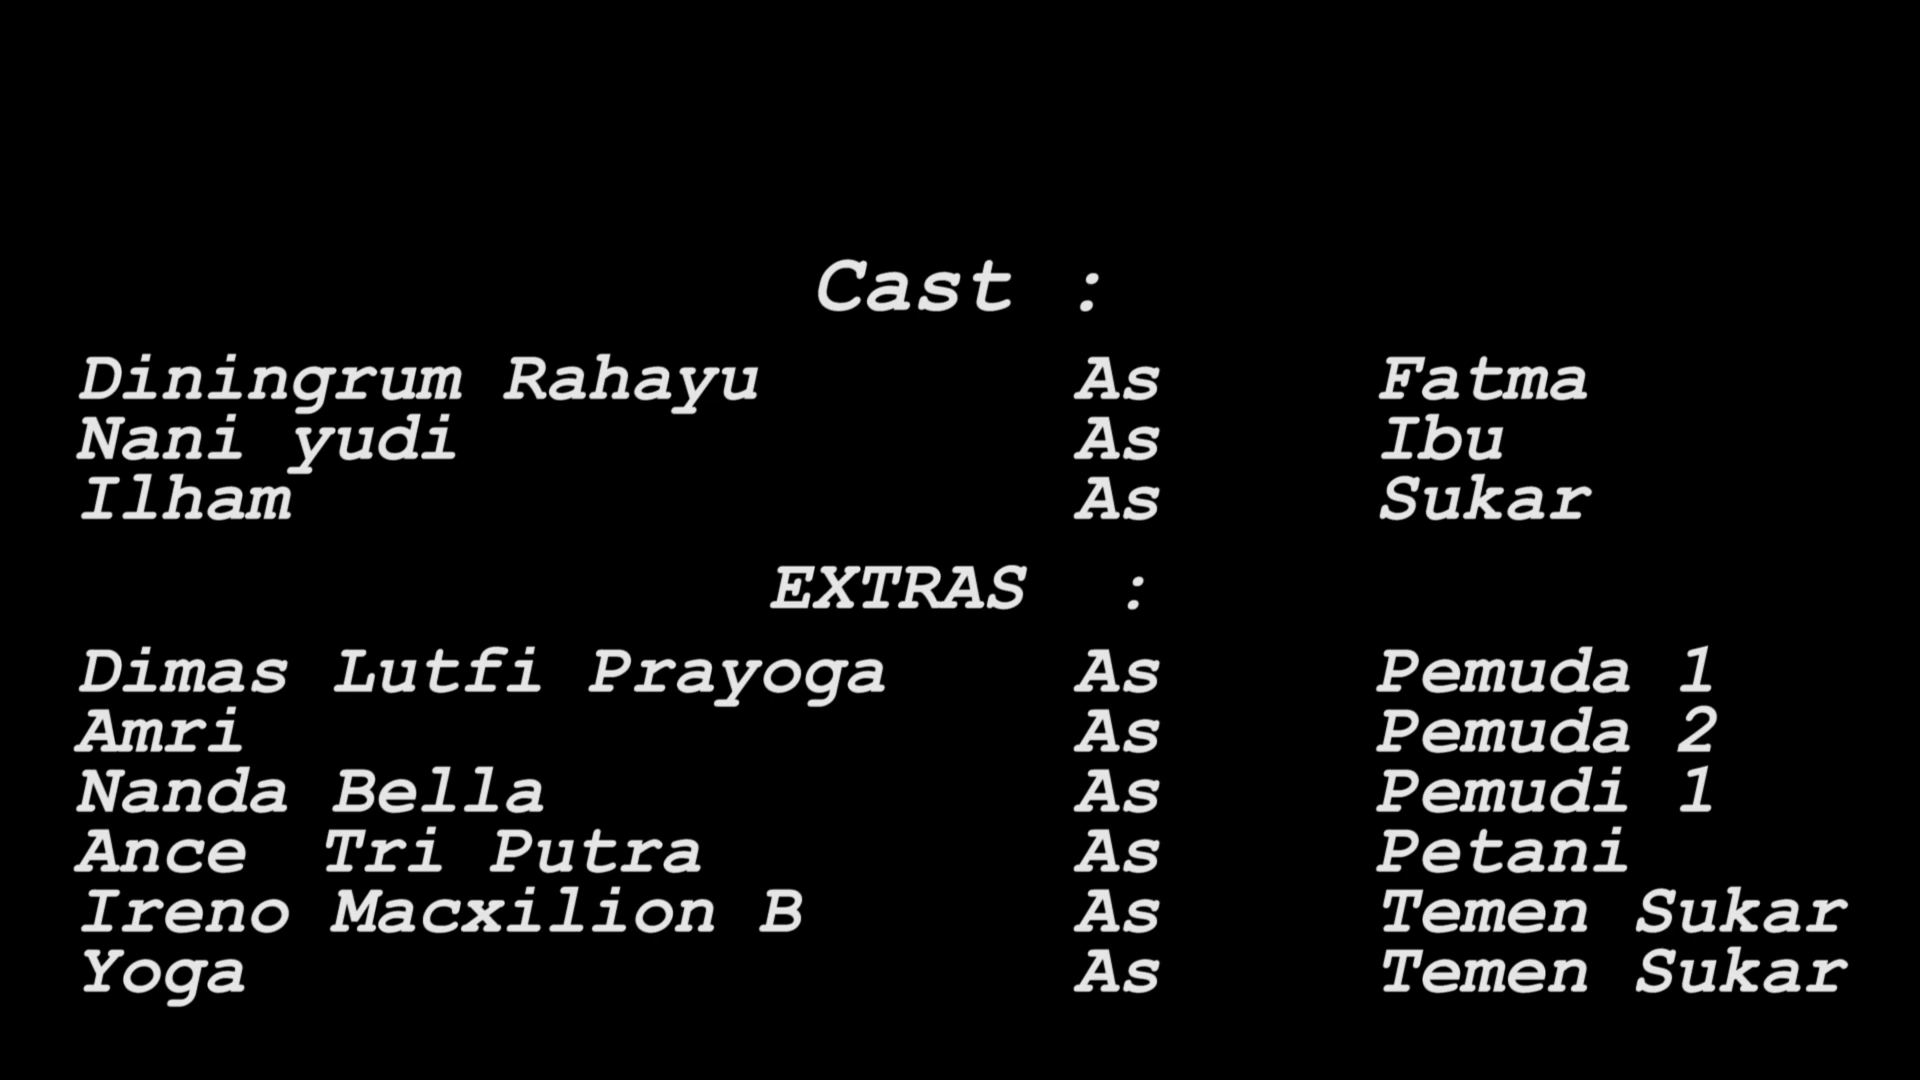 Cast :
Diningrum Rahayu As Fatma
Nani yudi As Ibu
Ilham As Sukar
EXTRAS :
Dimas Lutfi Prayoga As Pemuda 1
Amri As Pemuda 2
Nanda Bella As Pemudi 1
Ance Tri Putra As Petani
Ireno Macxilion B As Temen Sukar
Yoga As Temen Sukar